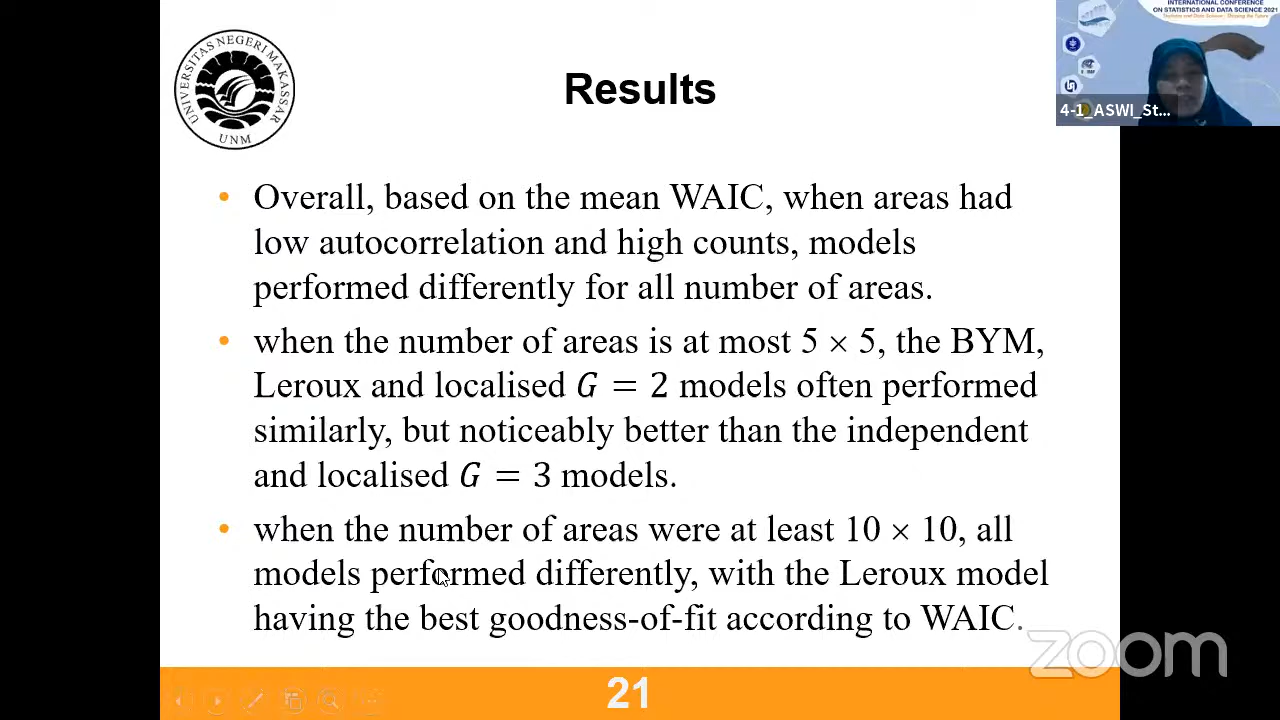 INTERNATIONAL CONFERENCE
ON STATISTICS AND DATA SCIENCE 2021
4-1_ASWI_St...
UNIVERSITAS NEGERI MAKASSAR
UNM
Results
• Overall, based on the mean WAIC, when areas had
low autocorrelation and high counts, models
performed differently for all number of areas.
• when the number of areas is at most 5 × 5, the BYM,
Leroux and localised G = 2 models often performed
similarly, but noticeably better than the independent
and localised G = 3 models.
• when the number of areas were at least 10 × 10, all
models performed differently, with the Leroux model
having the best goodness-of-fit according to WAIC.
zoom
21